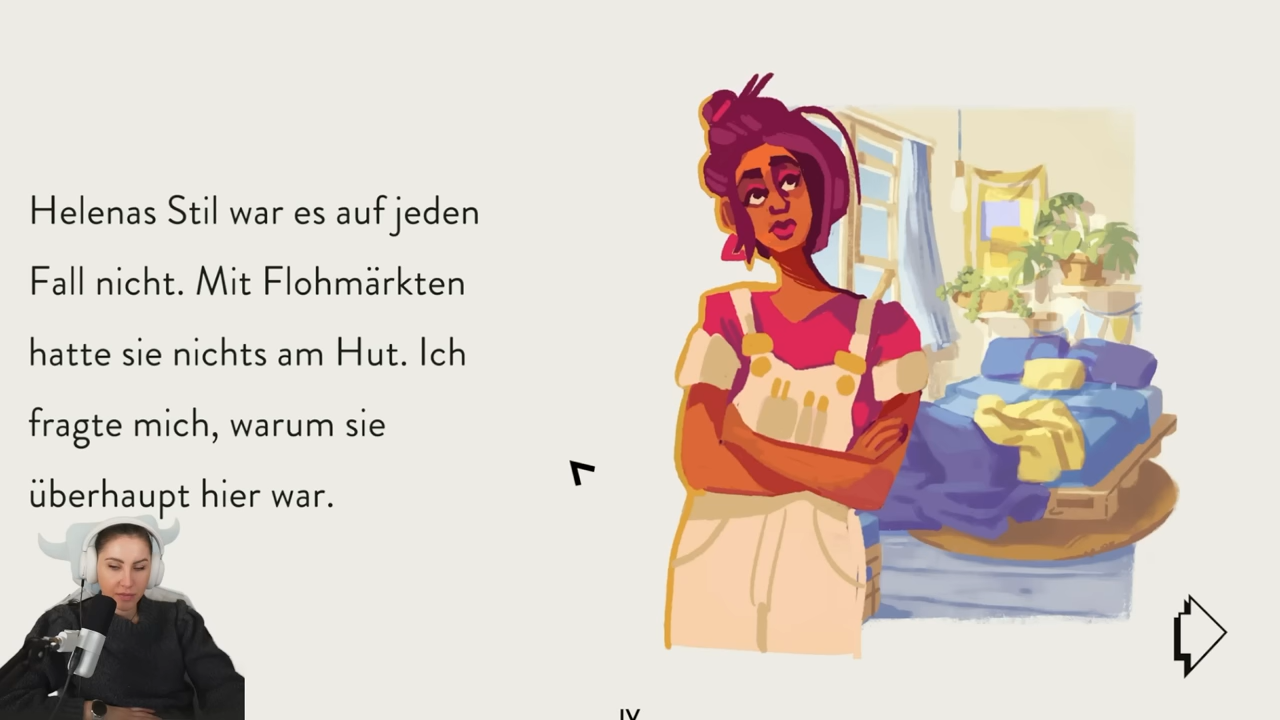 Helenas Stil war es auf jeden
Fall nicht. Mit Flohmärkten
hatte sie nichts am Hut. Ich
fragte mich, warum sie
überhaupt hier war.